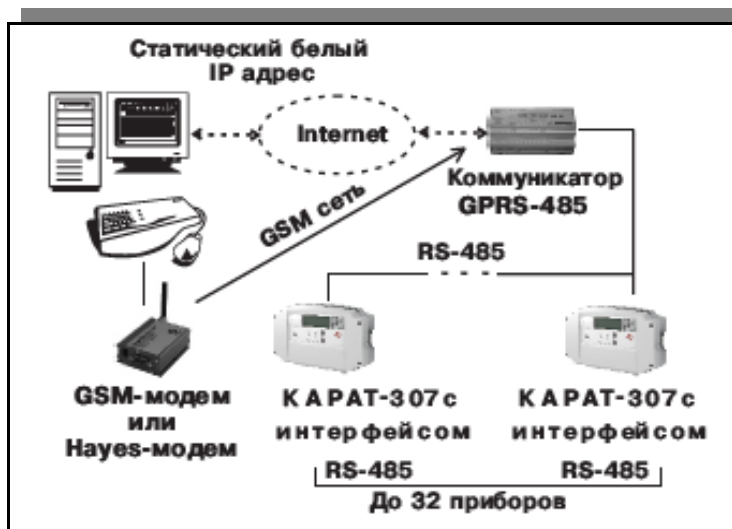 Статический белый
IP адрес
Internet
GSM сеть
Коммуникатор
GPRS-485
RS-485
GSM-модем
или
Hayes-модем
КАРАТ-307с
интерфейсом
RS-485
КАРАТ-307с
интерфейсом
RS-485
До 32 приборов